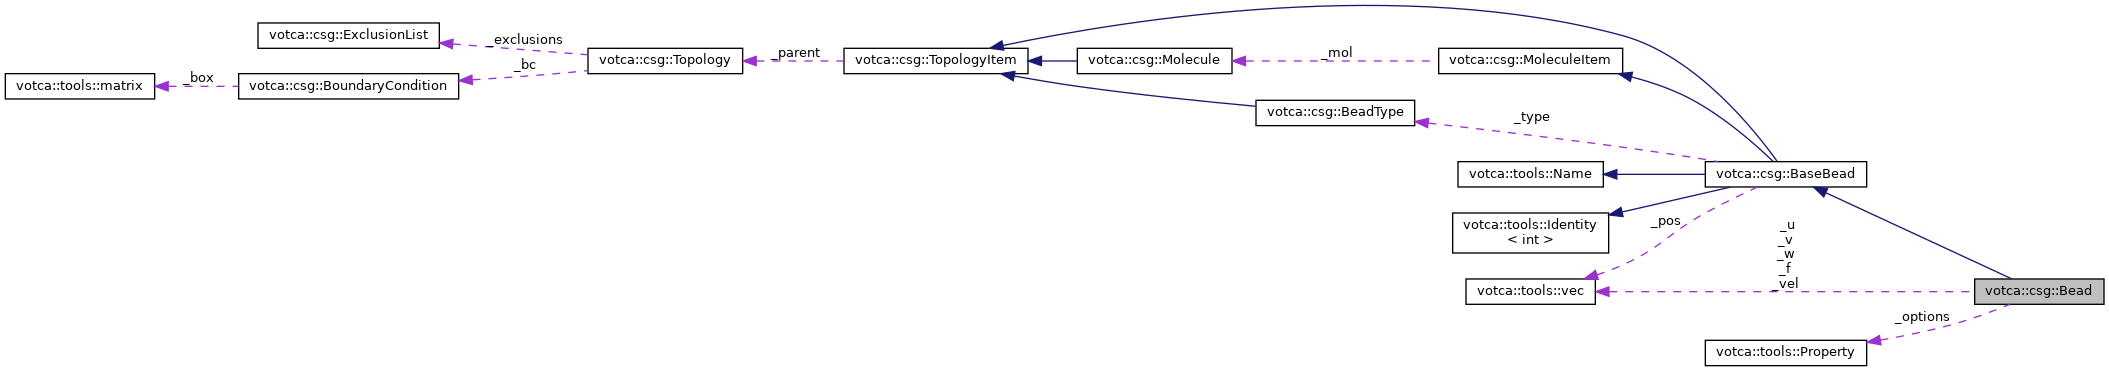 votca::csg::ExclusionList
_exclusions
votca::csg::Topology
_parent
votca::csg::TopologyItem
votca::csg::Molecule
_mol
votca::csg::MoleculeItem
_bc
votca::tools::matrix
_box
votca::csg::BoundaryCondition
votca::csg::BeadType
_type
votca::tools::Name
votca::csg::BaseBead
votca::tools::Identity
< int >
_pos
_u
_v
_w
_f
_vel
votca::tools::vec
votca::csg::Bead
_options
votca::tools::Property